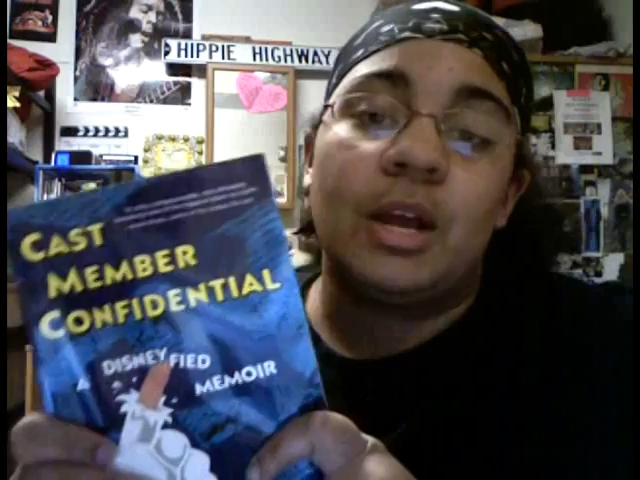 HIPPIE HIGHWAY
CAST
MEMBER
CONFIDENTIAL
A DISNEYFIED
MEMOIR